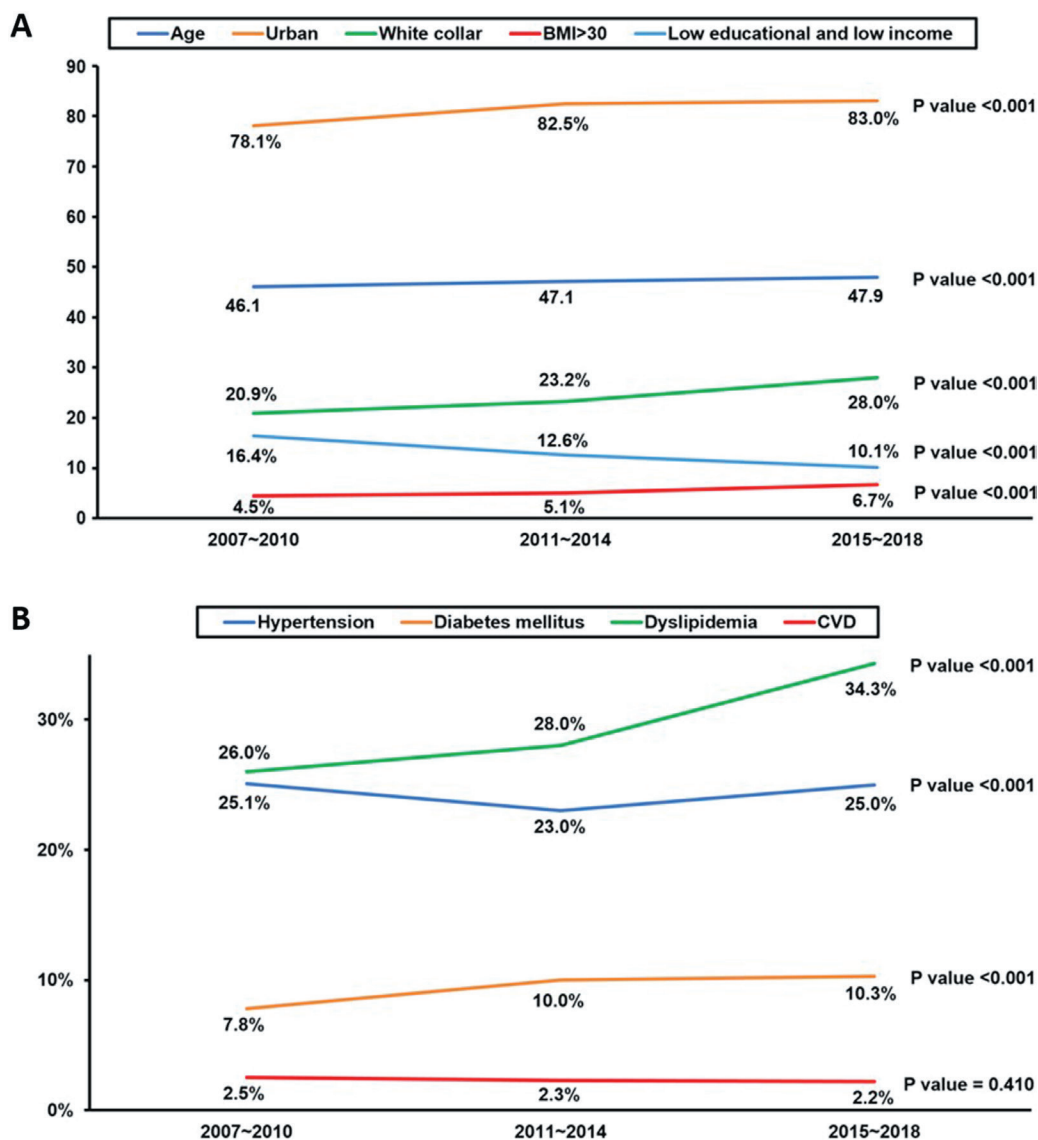 A
Age Urban White collar BMI>30 Low educational and low income
90
80
70
60
50
40
30
20
10
0
78.1% 82.5% 83.0% P value <0.001
46.1 47.1 47.9 P value <0.001
20.9% 23.2% 28.0% P value <0.001
16.4% 12.6% 10.1% P value <0.001
4.5% 5.1% 6.7% P value <0.001
2007~2010 2011~2014 2015~2018
B
Hypertension Diabetes mellitus Dyslipidemia CVD
30%
20%
10%
0%
26.0% 28.0% 34.3% P value <0.001
25.1% 23.0% 25.0% P value <0.001
7.8% 10.0% 10.3% P value <0.001
2.5% 2.3% 2.2% P value = 0.410
2007~2010 2011~2014 2015~2018